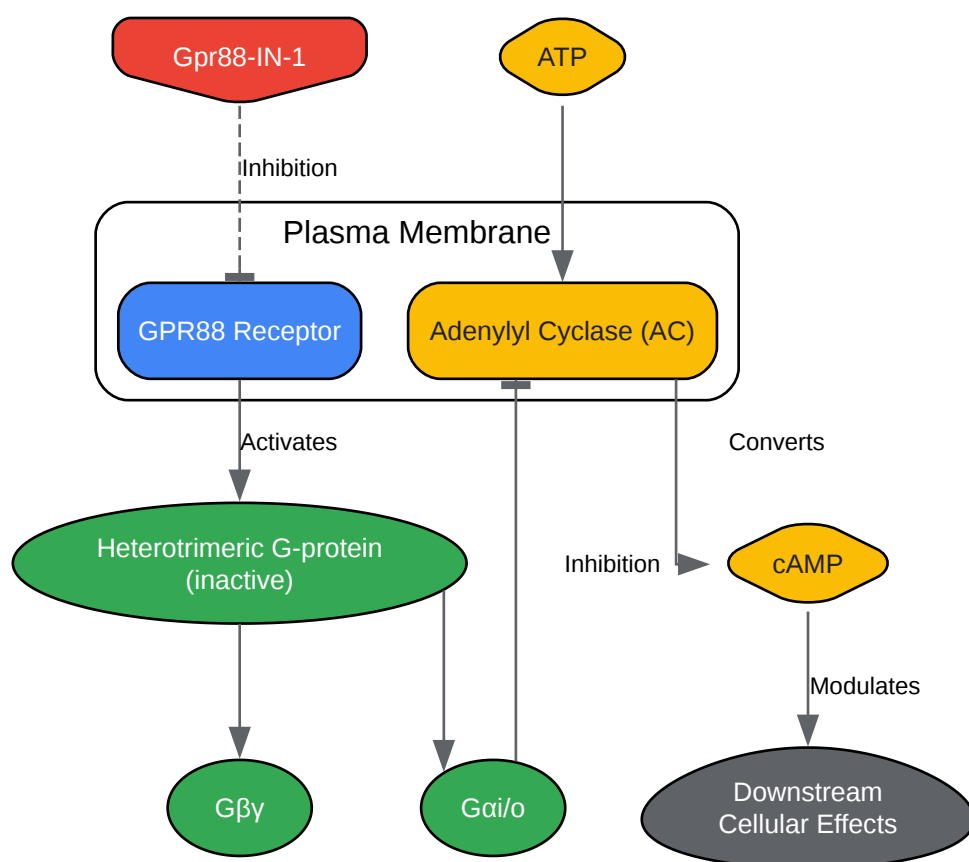 Gpr88-IN-1
ATP
Inhibition
Plasma Membrane
GPR88 Receptor
Adenylyl Cyclase (AC)
Activates
Converts
Heterotrimeric G-protein
(inactive)
Inhibition
cAMP
Modulates
Gβγ
Gαi/o
Downstream
Cellular Effects